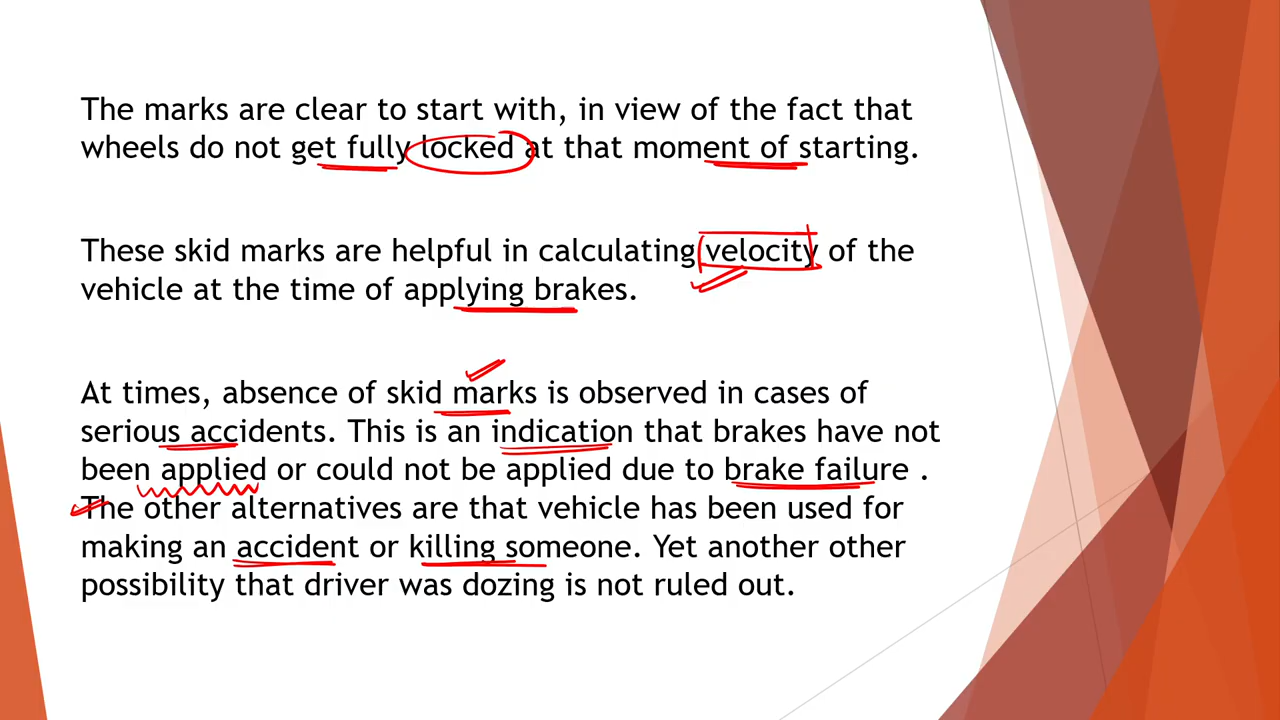 The marks are clear to start with, in view of the fact that
wheels do not get fully locked at that moment of starting.
These skid marks are helpful in calculating velocity of the
vehicle at the time of applying brakes.
At times, absence of skid marks is observed in cases of
serious accidents. This is an indication that brakes have not
been applied or could not be applied due to brake failure .
The other alternatives are that vehicle has been used for
making an accident or killing someone. Yet another other
possibility that driver was dozing is not ruled out.